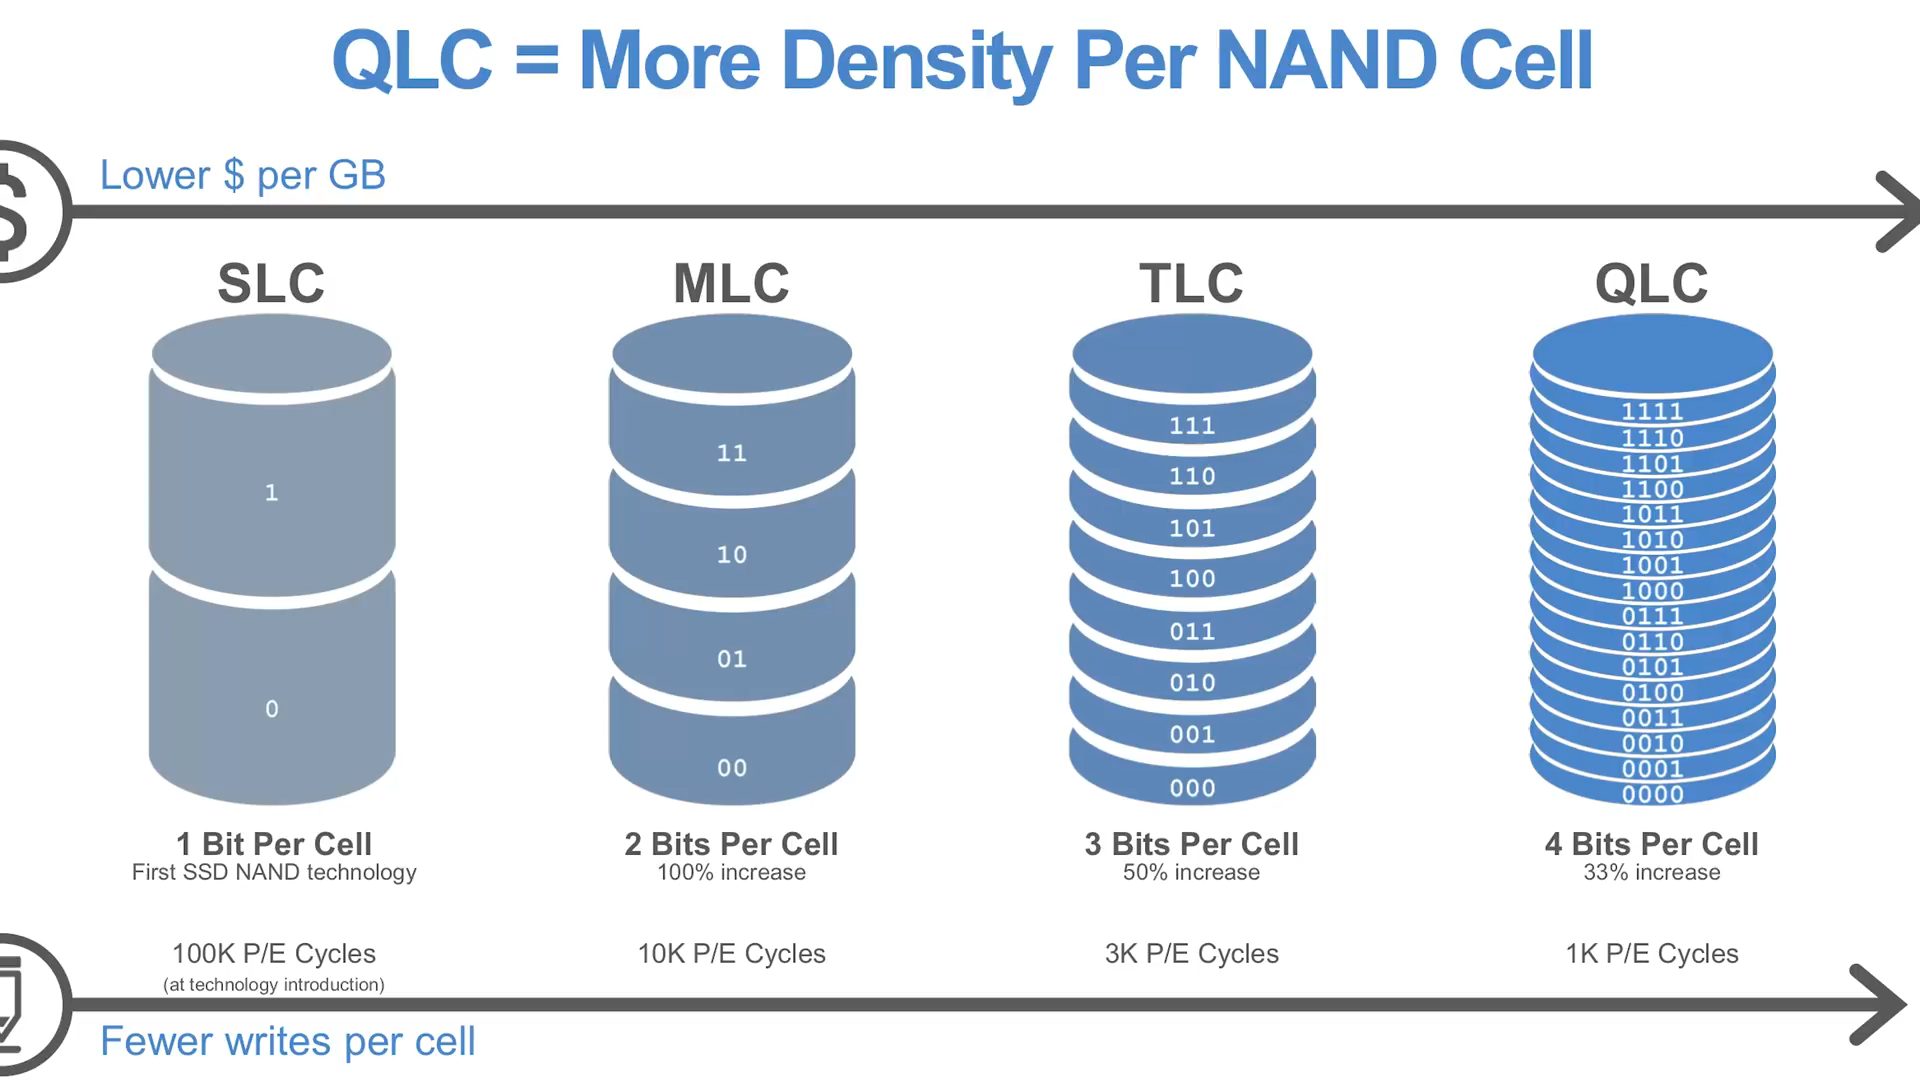 QLC = More Density Per NAND Cell
$
Lower $ per GB
SLC
MLC
TLC
QLC
1
0
11
10
01
00
111
110
101
100
011
010
001
000
1111
1110
1101
1100
1011
1010
1001
1000
0111
0110
0101
0100
0011
0010
0001
0000
1 Bit Per Cell
First SSD NAND technology
2 Bits Per Cell
100% increase
3 Bits Per Cell
50% increase
4 Bits Per Cell
33% increase
100K P/E Cycles
(at technology introduction)
10K P/E Cycles
3K P/E Cycles
1K P/E Cycles
Fewer writes per cell